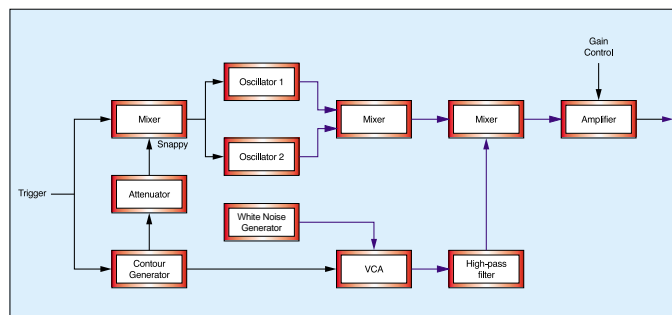 Gain
Control
Oscillator 1
Mixer
Mixer
Mixer
Amplifier
Snappy
Oscillator 2
Trigger
Attenuator
White Noise
Generator
Contour
Generator
VCA
High-pass
filter